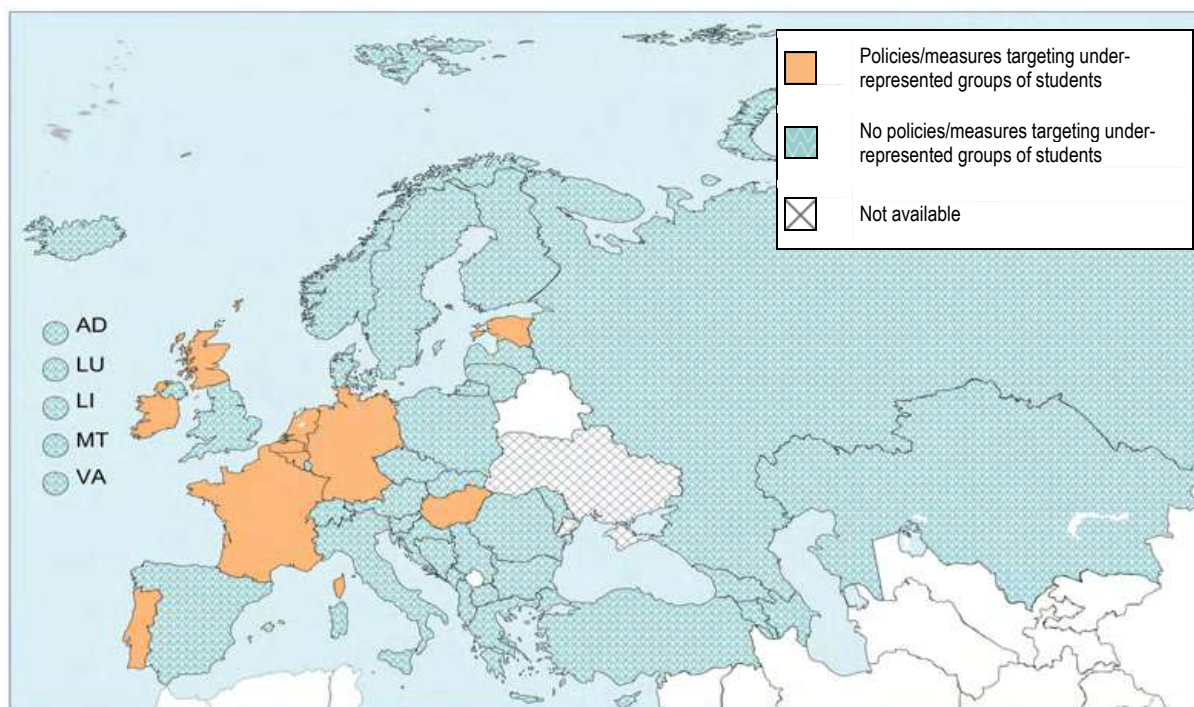 Policies/measures targeting under-
represented groups of students
No policies/measures targeting under-
represented groups of students
Not available
AD
LU
LI
MT
VA